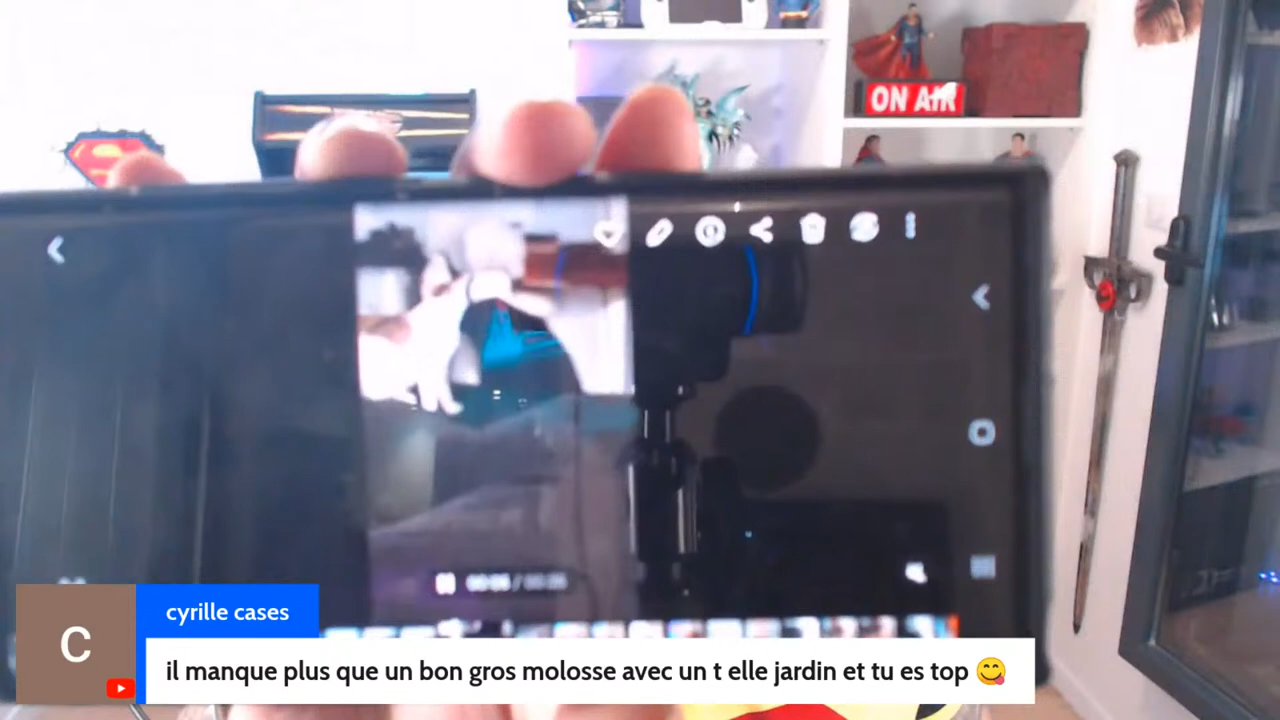 ON AIR
cyrille cases
C
il manque plus que un bon gros molosse avec un t elle jardin et tu es top 😋